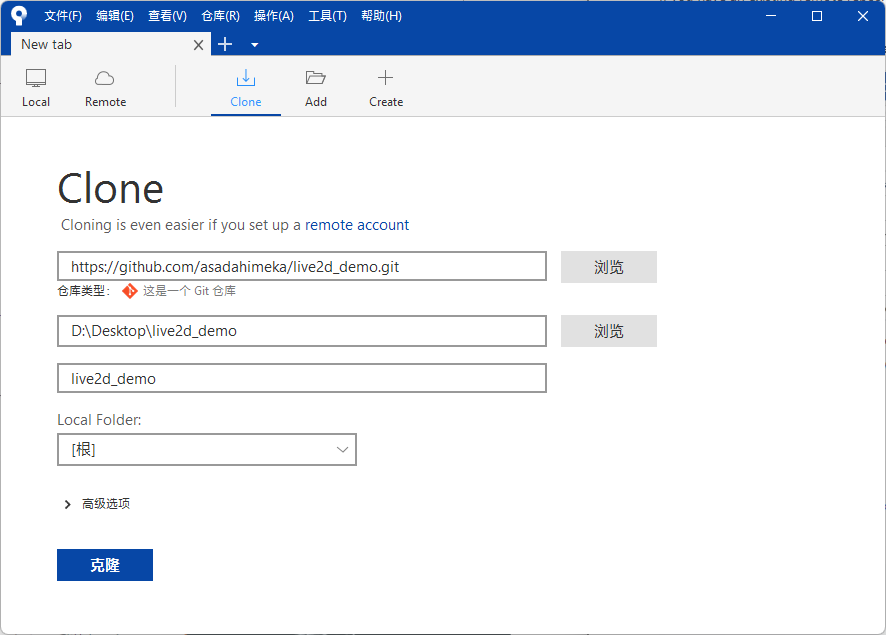 文件(F) 编辑(E) 查看(V) 仓库(R) 操作(A) 工具(T) 帮助(H)
New tab
Local Remote Clone Add Create
Clone
Cloning is even easier if you set up a remote account
https://github.com/asadahimeka/live2d_demo.git 浏览
仓库类型: 这是一个 Git 仓库
D:\Desktop\live2d_demo 浏览
live2d_demo
Local Folder:
[根]
高级选项
克隆